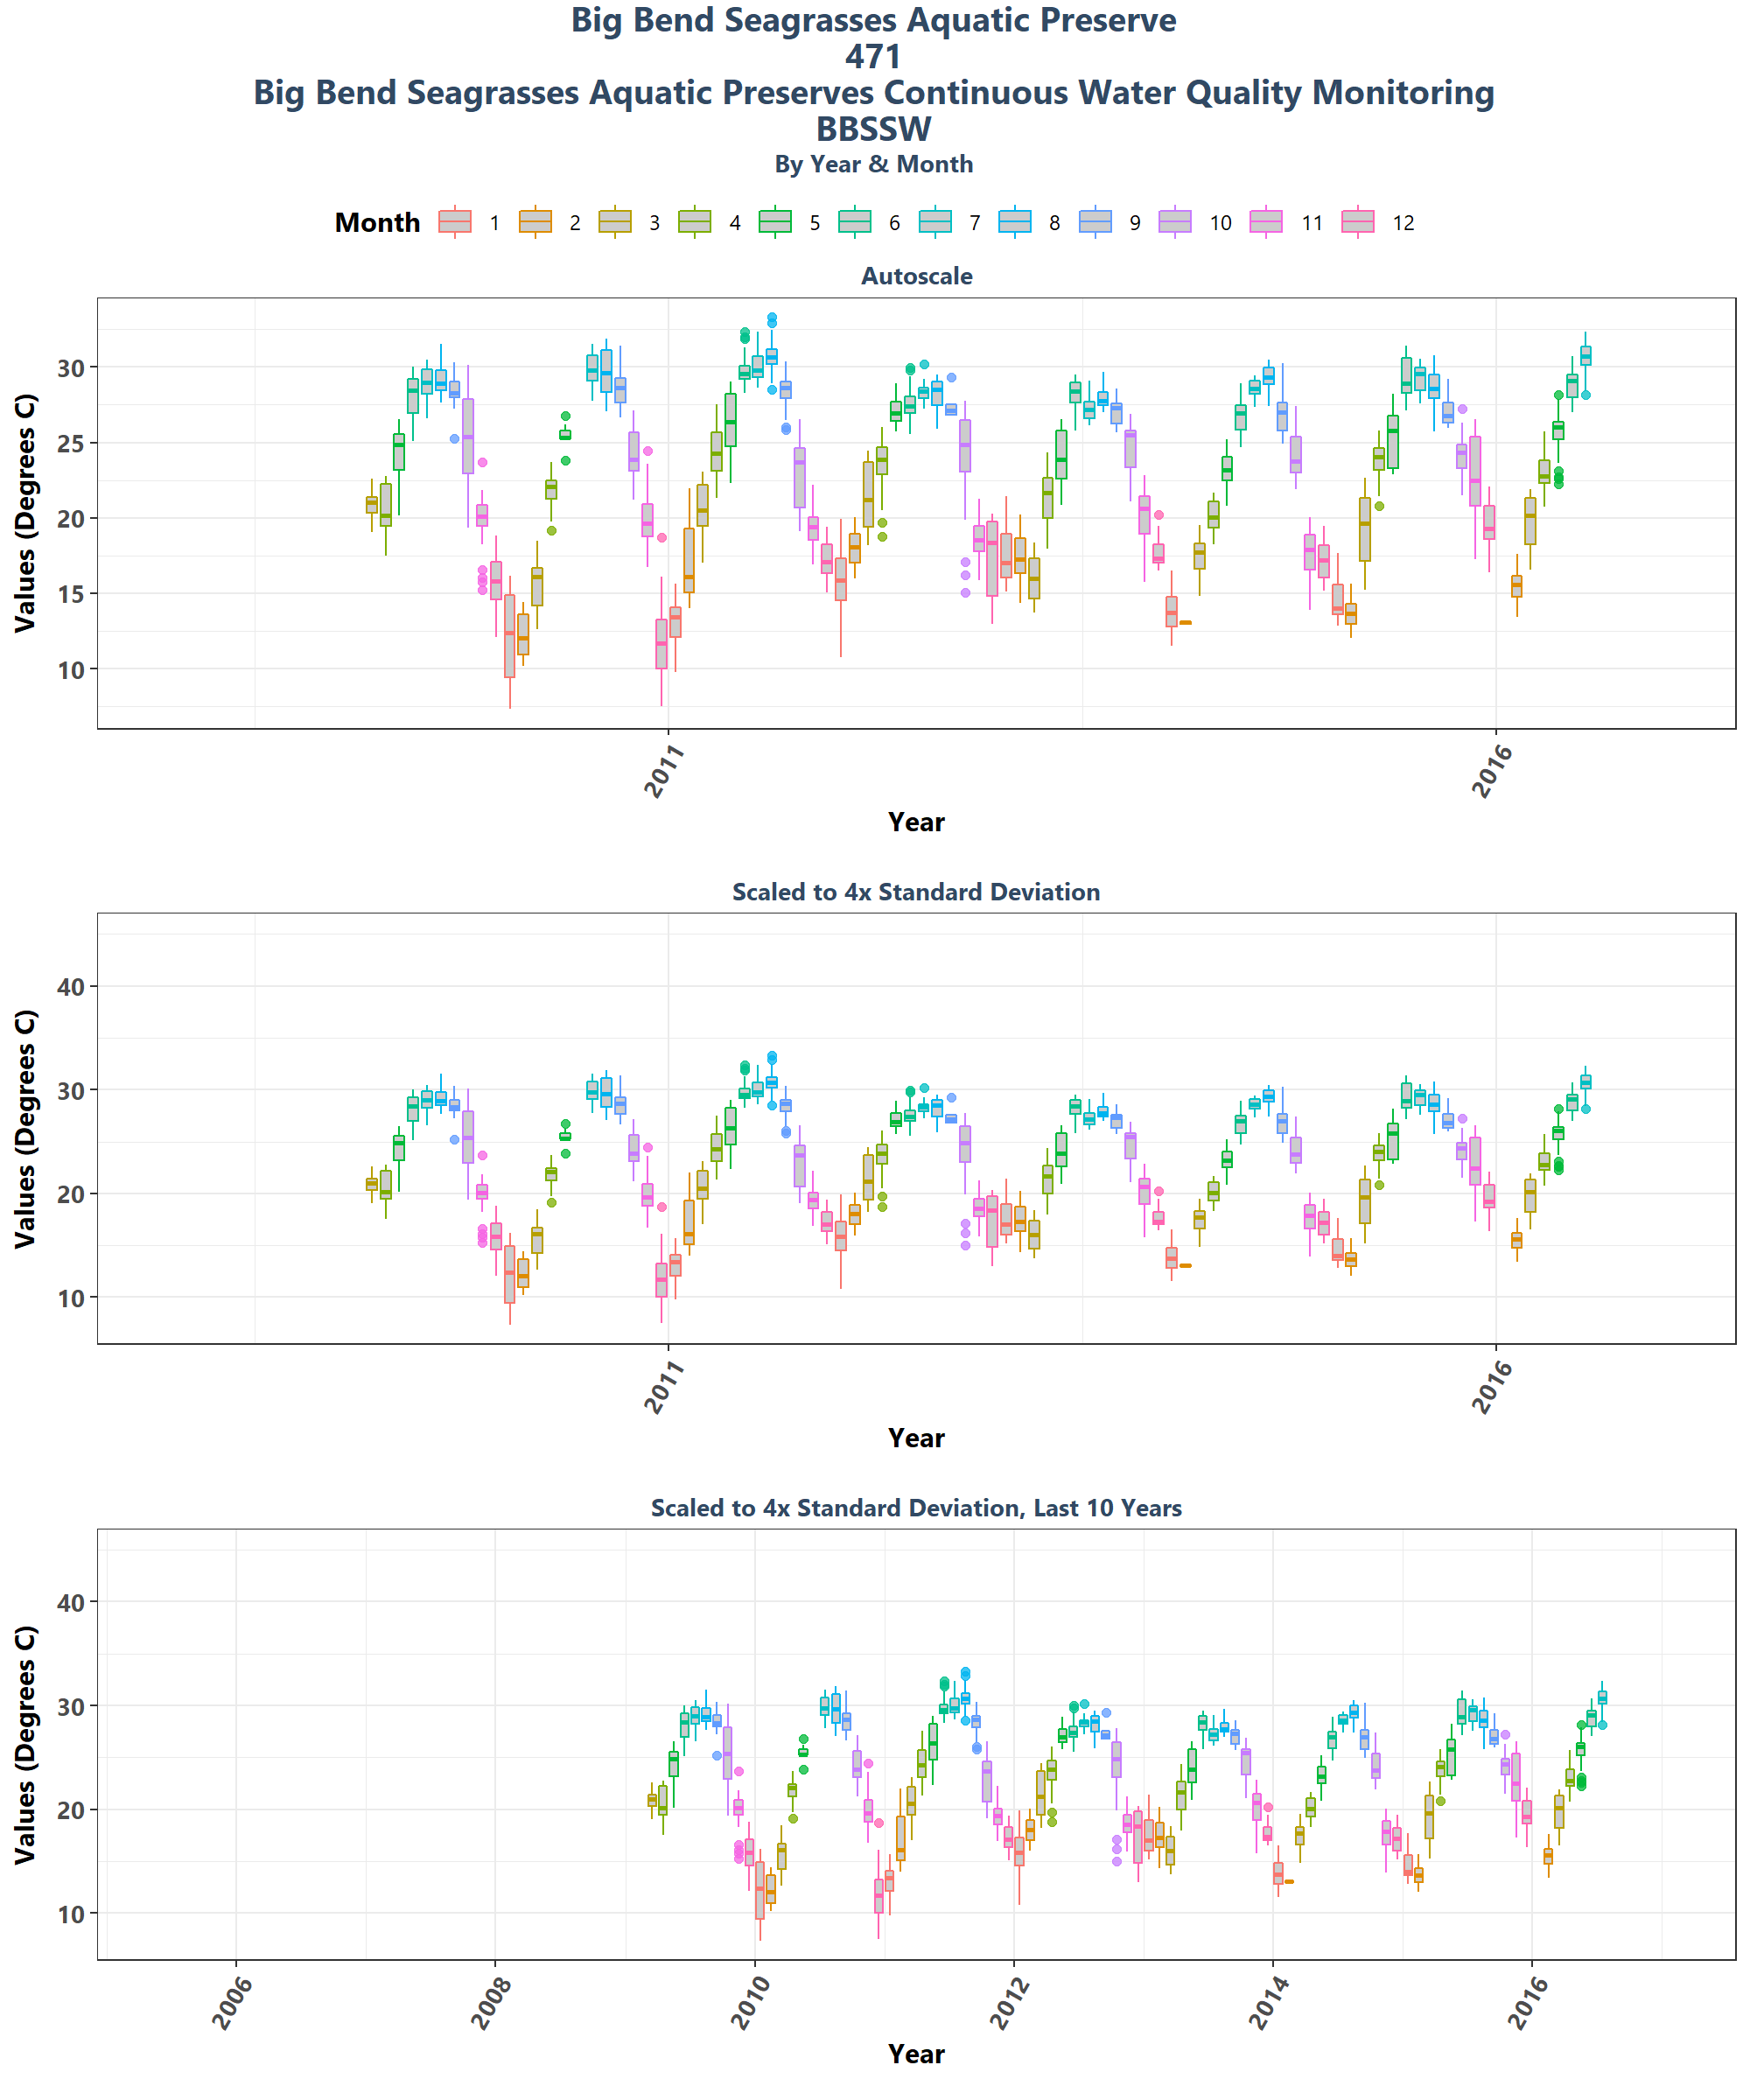 Big Bend Seagrasses Aquatic Preserve
471
Big Bend Seagrasses Aquatic Preserves Continuous Water Quality Monitoring
BBSSW
By Year & Month
Month 1 2 3 4 5 6 7 8 9 10 11 12
Autoscale
Values (Degrees C)
30
25
20
15
10
2011 2016
Year
Scaled to 4x Standard Deviation
Values (Degrees C)
40
30
20
10
2011 2016
Year
Scaled to 4x Standard Deviation, Last 10 Years
Values (Degrees C)
40
30
20
10
2006 2008 2010 2012 2014 2016
Year